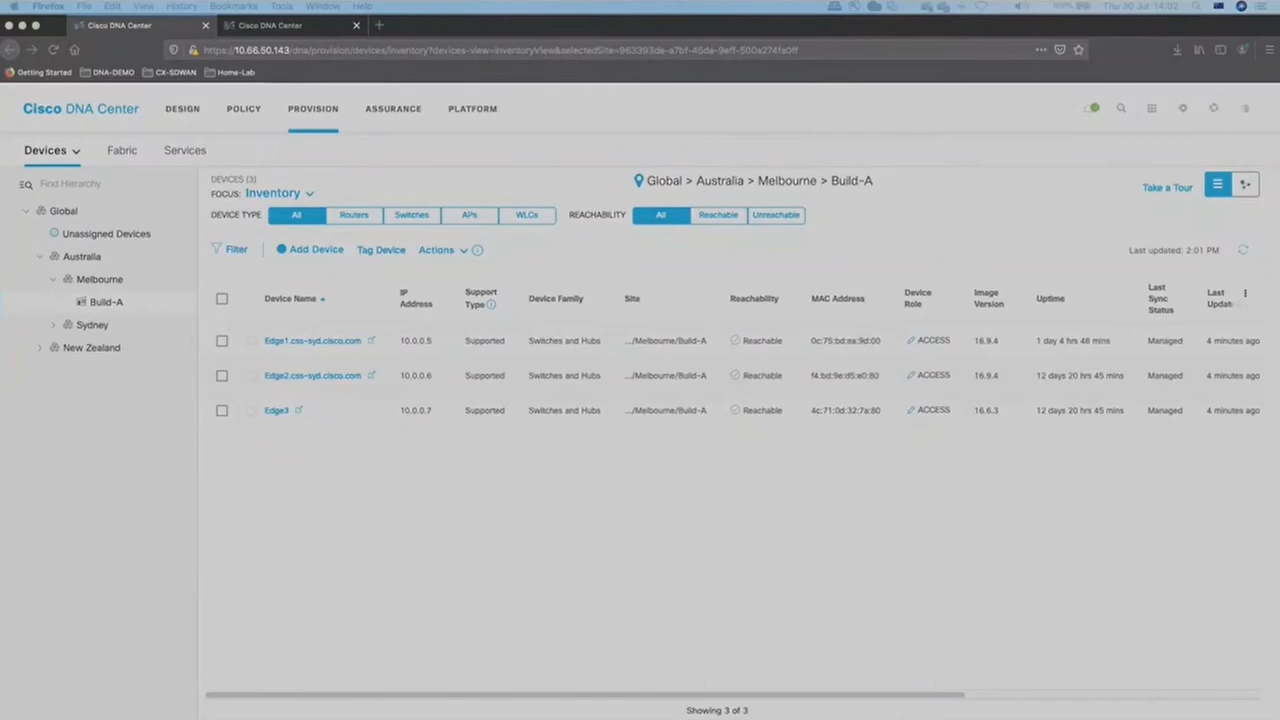 Firefox File Edit View History Bookmarks Tools Window Help Thu 30 Jul 14:02
Cisco DNA Center Cisco DNA Center
https://10.66.50.143/dna/provision/devices/inventory?devices-view=inventoryView&selectedSite=963393de-a7bf-45da-9eff-500a274fa0ff
Getting Started DNA-DEMO CX-SDWAN Home-Lab
Cisco DNA Center DESIGN POLICY PROVISION ASSURANCE PLATFORM
Devices Fabric Services
Find Hierarchy
Global
Unassigned Devices
Australia
Melbourne
Build-A
Sydney
New Zealand
DEVICES (3)
FOCUS: Inventory
Global > Australia > Melbourne > Build-A
Take a Tour
DEVICE TYPE All Routers Switches APs WLCs REACHABILITY All Reachable Unreachable
Filter Add Device Tag Device Actions Last updated: 2:01 PM
Device Name IP Address Support Type Device Family Site Reachability MAC Address Device Role Image Version Uptime Last Sync Status Last Updat
Edge1.css-syd.cisco.com 10.0.0.5 Supported Switches and Hubs .../Melbourne/Build-A Reachable 0c:75:bd:ea:9d:00 ACCESS 16.9.4 1 day 4 hrs 48 mins Managed 4 minutes ago
Edge2.css-syd.cisco.com 10.0.0.6 Supported Switches and Hubs .../Melbourne/Build-A Reachable f4:bd:9e:d5:e0:80 ACCESS 16.9.4 12 days 20 hrs 45 mins Managed 4 minutes ago
Edge3 10.0.0.7 Supported Switches and Hubs .../Melbourne/Build-A Reachable 4c:71:0d:32:7a:80 ACCESS 16.6.3 12 days 20 hrs 45 mins Managed 4 minutes ago
Showing 3 of 3